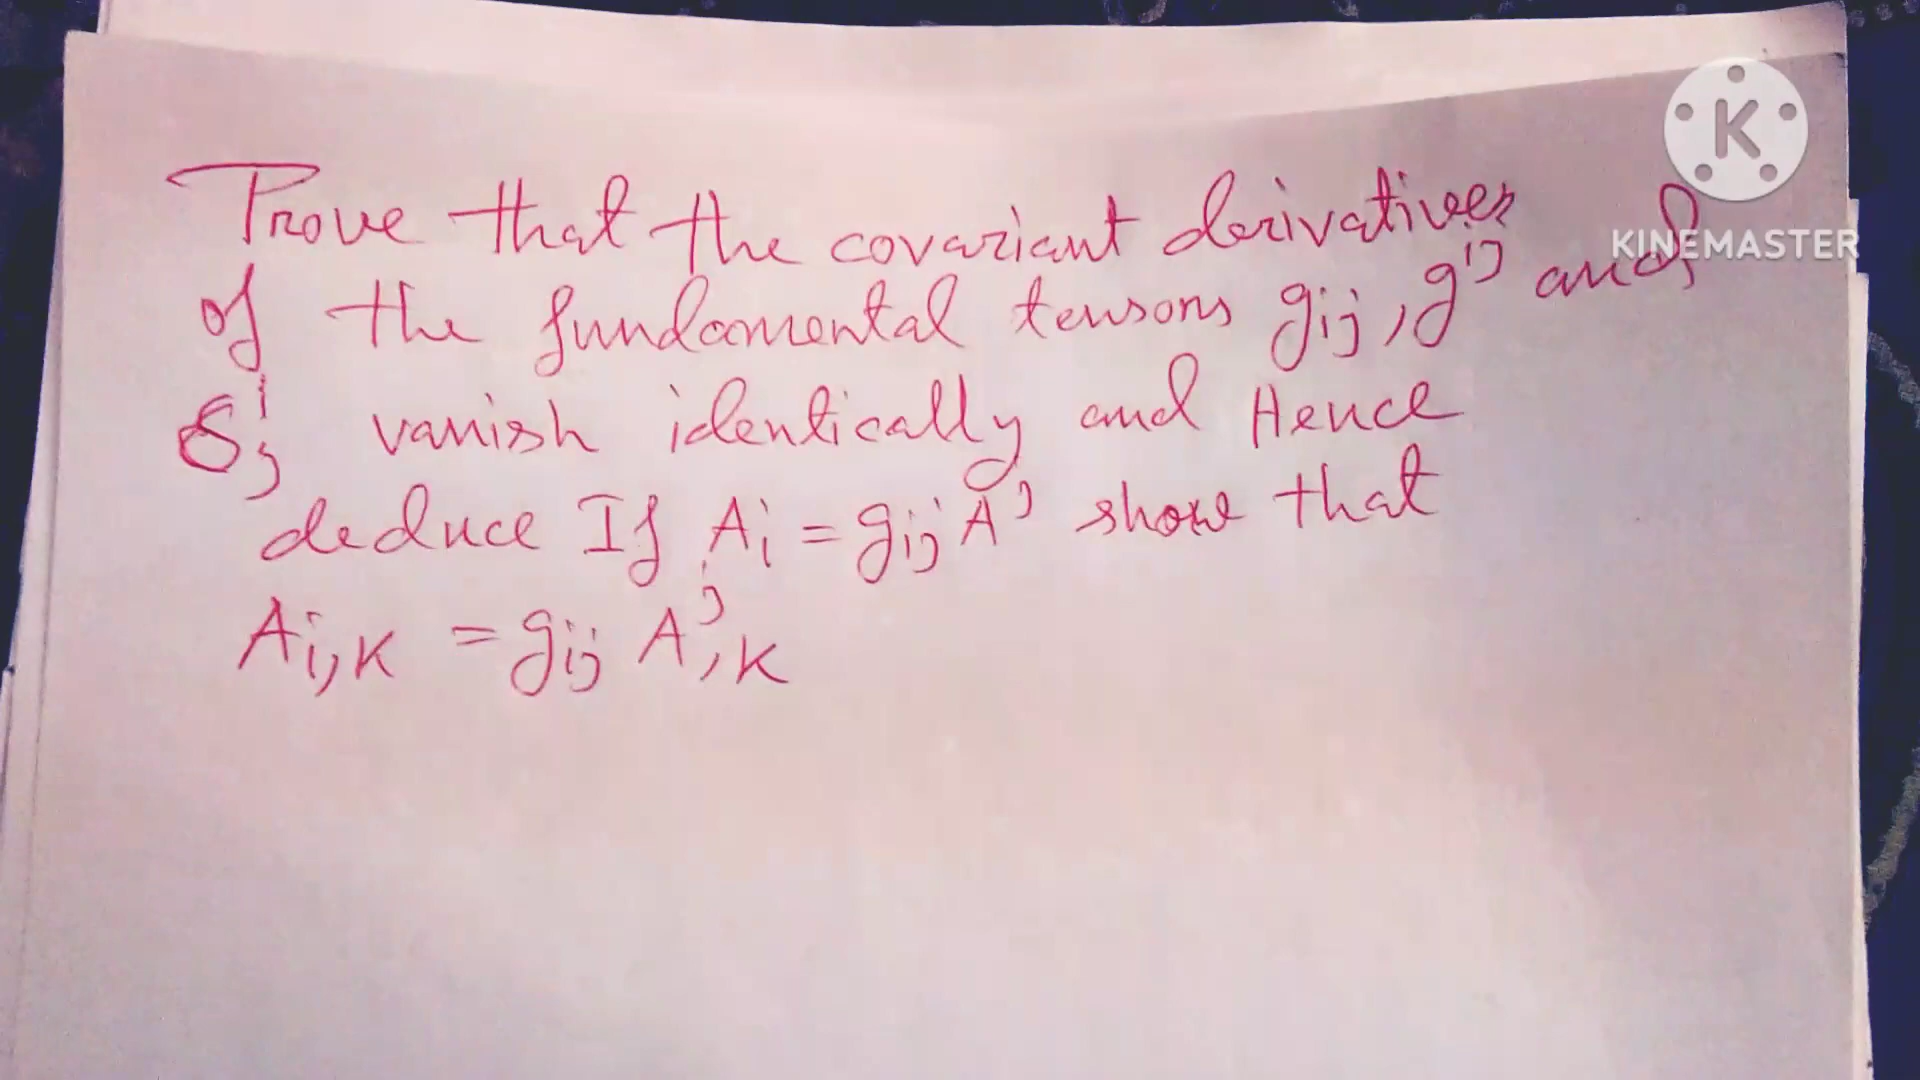 Prove that the covariant derivatives
of the fundamental tensors gij, g^ij and
δ^i_j vanish identically and Hence
deduce If Ai = gij A^j show that
Ai,K = gij A^j,K
K
KINEMASTER